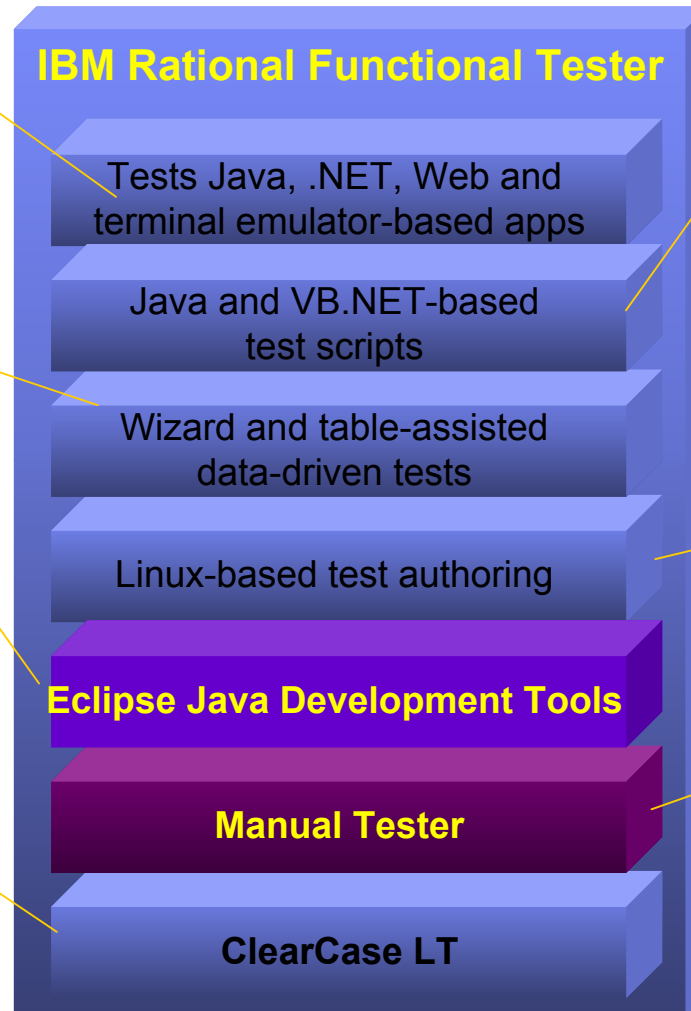 IBM Rational Functional Tester
Tests Java, .NET, Web and
terminal emulator-based apps
Java and VB.NET-based
test scripts
Wizard and table-assisted
data-driven tests
Linux-based test authoring
Eclipse Java Development Tools
Manual Tester
ClearCase LT